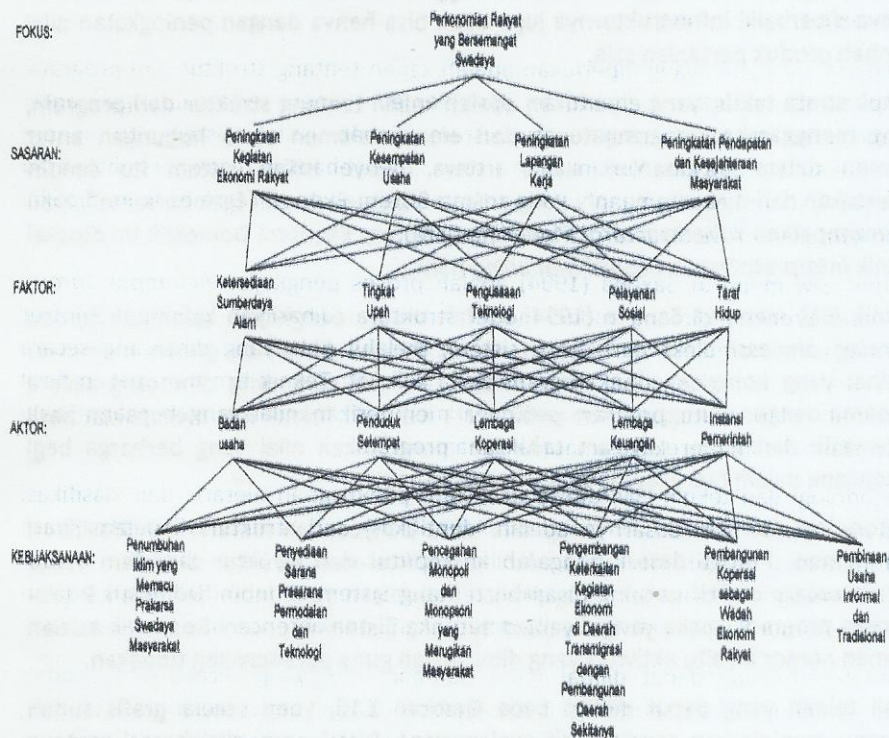 FOKUS:
Perkonomian Rakyat
yang Bersemangat
Swadaya
SASARAN:
Peningkatan
Kegiatan
Ekonomi Rakyat
Peningkatan
Kesempatan
Usaha
Peningkatan
Lapangan
Kerja
Peningkatan Pendapatan
dan Kesejahteraan
Masyarakat
FAKTOR:
Ketersediaan
Sumberdaya
Alam
Tingkat
Upah
Penguasaan
Teknologi
Pelayanan
Sosial
Taraf
Hidup
AKTOR:
Badan
usaha
Penduduk
Setempat
Lembaga
Koperasi
Lembaga
Keuangan
Instansi
Pemerintah
KEBIJAKSANAAN:
Penumbuhan
Iklim yang
Memacu
Prakarsa
Swadaya
Masyarakat
Penyediaan
Sarana
Prasarana
Permodalan
dan
Teknologi
Pencegahan
Monopoli
dan
Monopsoni
yang
Merugikan
Masyarakat
Pengembangan
Keterkaitan
Kegiatan
Ekonomi
di Daerah
Transmigrasi
dengan
Pembangunan
Daerah
Sekitarnya
Pembangunan
Koperasi
sebagai
Wadah
Ekonomi
Rakyat
Pembinaan
Usaha
Informal
dan
Tradisional